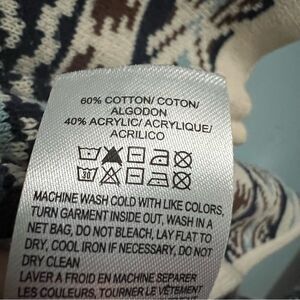 60% COTTON/ COTON/
ALGODON
40% ACRYLIC/ ACRYLIQUE/
ACRILICO
30
MACHINE WASH COLD WITH LIKE COLORS,
TURN GARMENT INSIDE OUT, WASH IN A
NET BAG, DO NOT BLEACH, LAY FLAT TO
DRY, COOL IRON IF NECESSARY, DO NOT
DRY CLEAN
LAVER A FROID EN MACHINE SEPARER
LES COULEURS, TOURNER LE VÊTEMENT